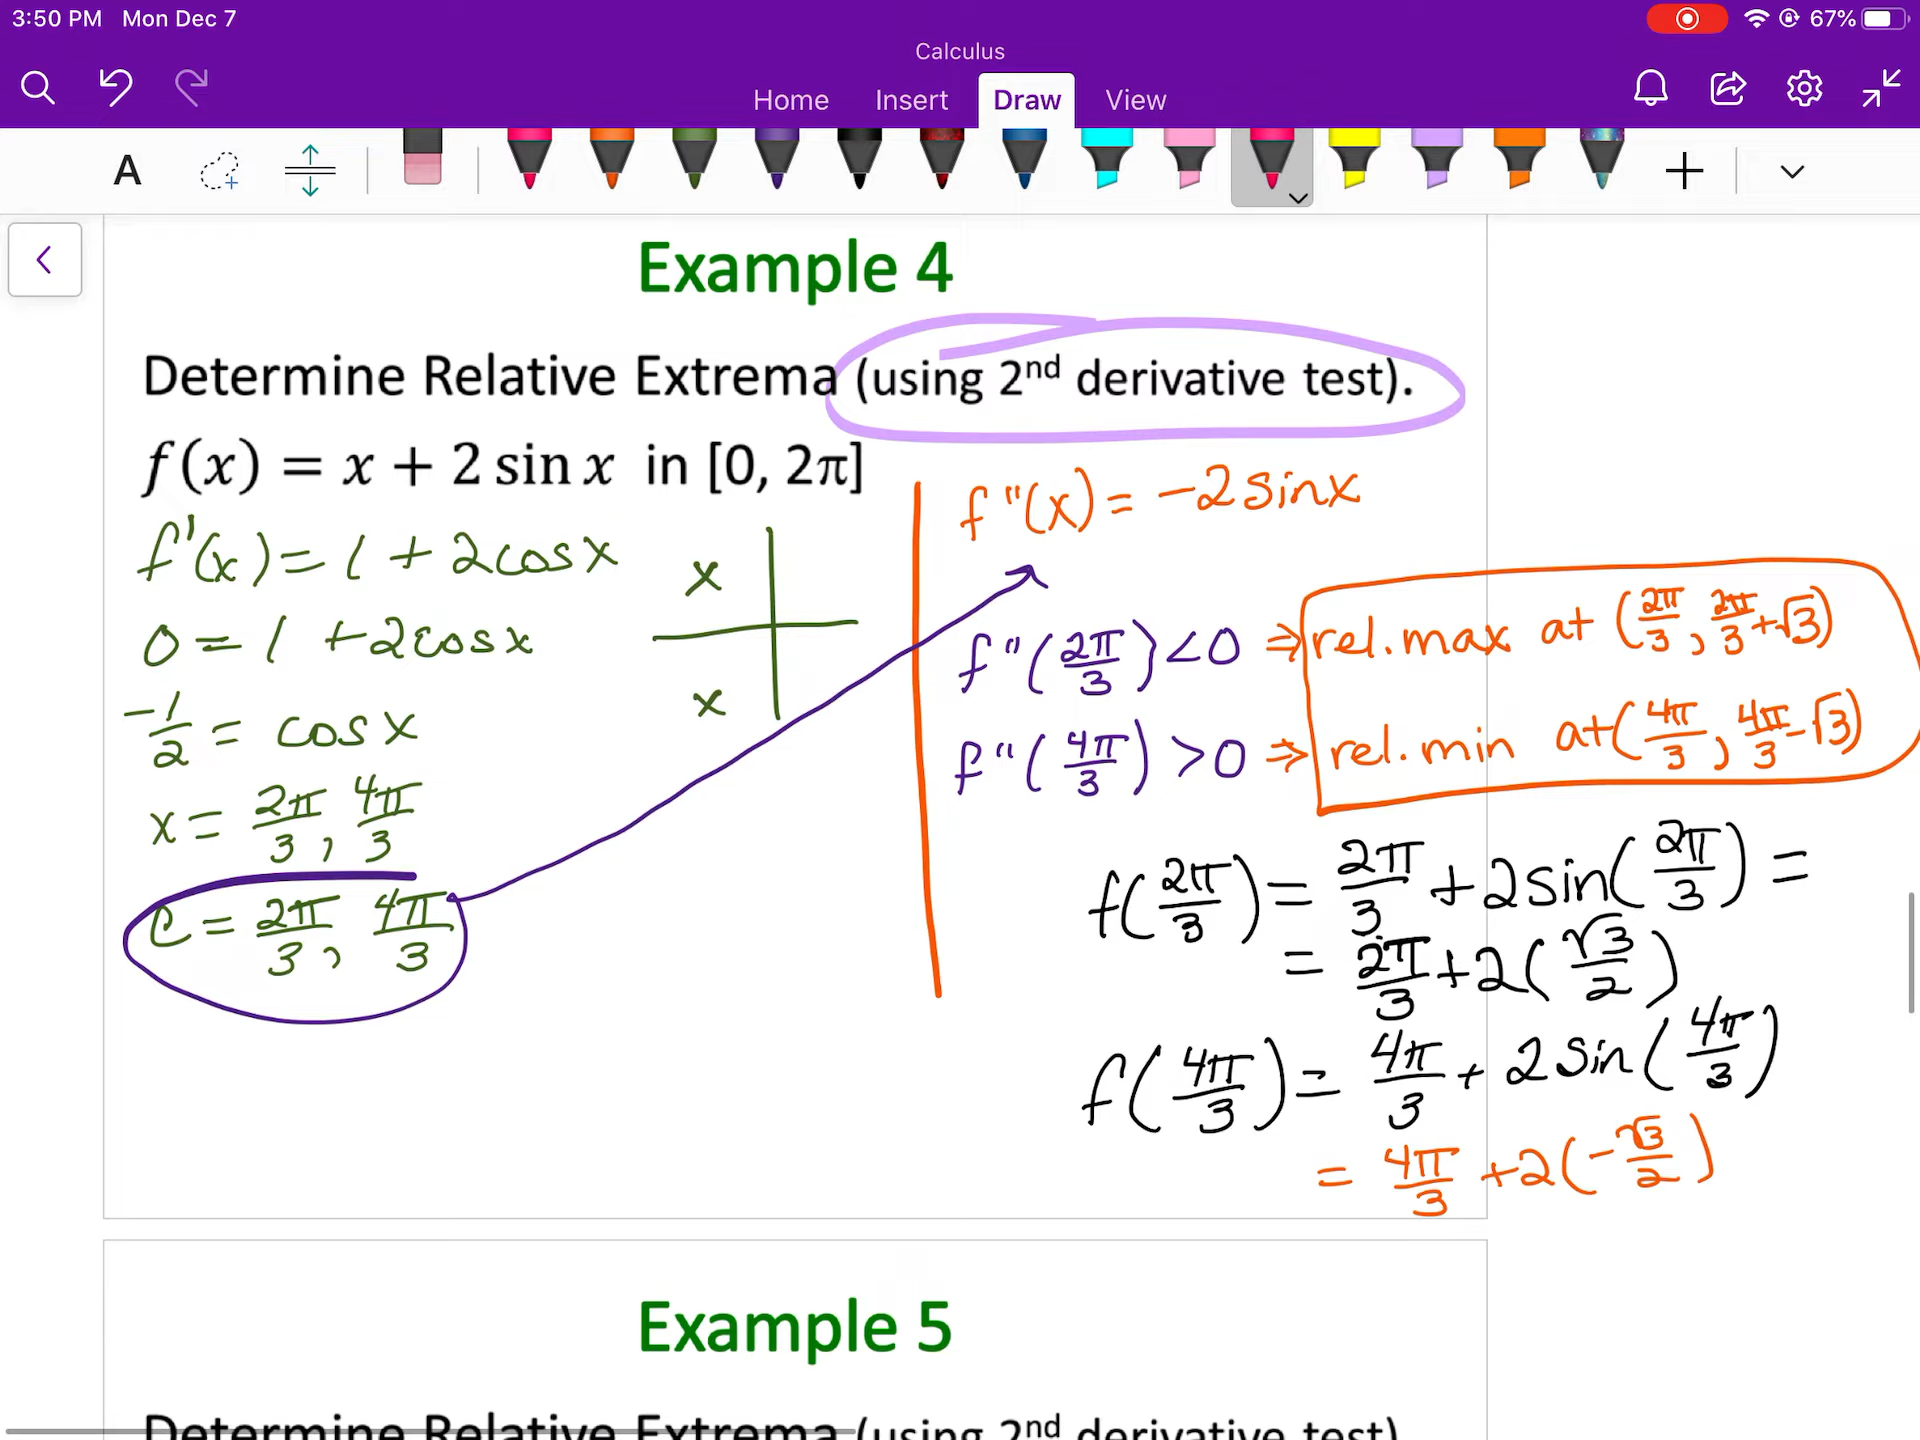 3:50 PM Mon Dec 7
67%
Calculus
Home Insert Draw View
A
Example 4
Determine Relative Extrema (using 2nd derivative test).
f(x) = x + 2 sin x in [0, 2π]
f'(x) = 1 + 2cosx
0 = 1 + 2cosx
-1/2 = cosx
x = 2π/3, 4π/3
c = 2π/3, 4π/3
x
x
f''(x) = -2sinx
f''(2π/3) < 0 ⇒ rel. max at (2π/3, 2π/3 + √3)
f''(4π/3) > 0 ⇒ rel. min at (4π/3, 4π/3 - √3)
f(2π/3) = 2π/3 + 2sin(2π/3) =
= 2π/3 + 2(√3/2)
f(4π/3) = 4π/3 + 2sin(4π/3)
= 4π/3 + 2(-√3/2)
Example 5
Determine Relative Extrema (using 2nd derivative test)